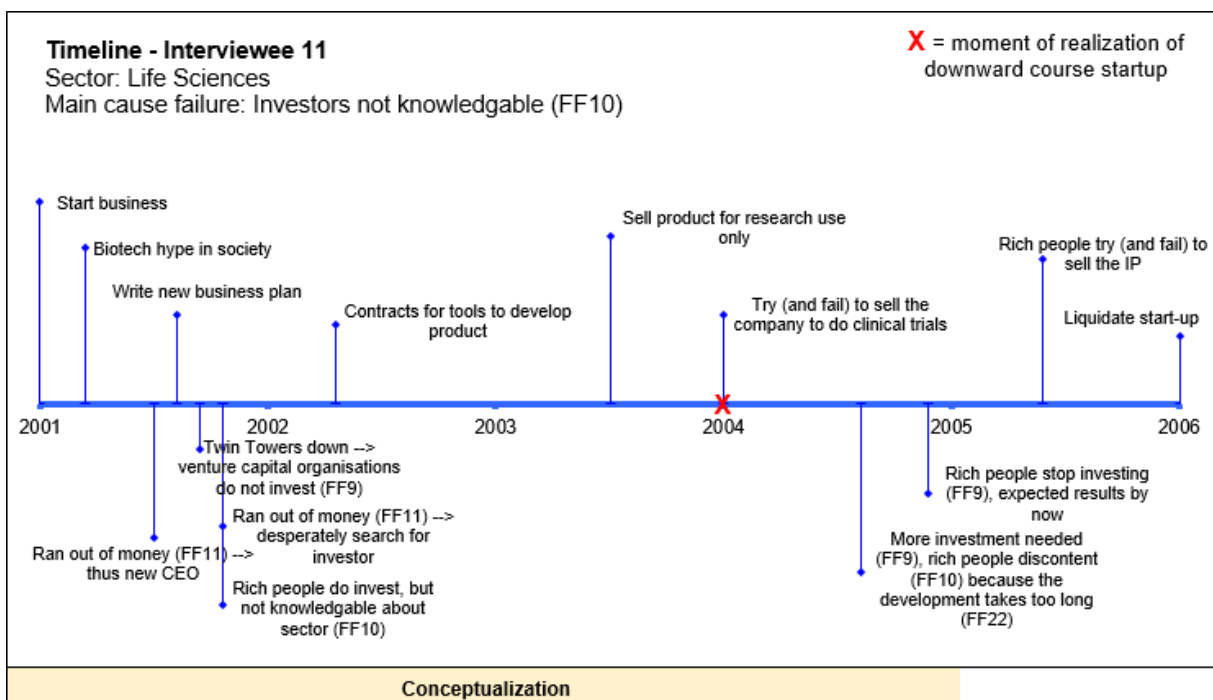 Timeline - Interviewee 11
Sector: Life Sciences
Main cause failure: Investors not knowledgable (FF10)
X = moment of realization of
downward course startup
Start business
Biotech hype in society
Write new business plan
Contracts for tools to develop
product
Sell product for research use
only
Try (and fail) to sell the
company to do clinical trials
Rich people try (and fail) to
sell the IP
Liquidate start-up
X
2001
2002
2003
2004
2005
2006
Twin Towers down -->
venture capital organisations
do not invest (FF9)
Ran out of money (FF11) -->
desperately search for
investor
Ran out of money (FF11) -->
thus new CEO
Rich people do invest, but
not knowledgable about
sector (FF10)
Rich people stop investing
(FF9), expected results by
now
More investment needed
(FF9), rich people discontent
(FF10) because the
development takes too long
(FF22)
Conceptualization